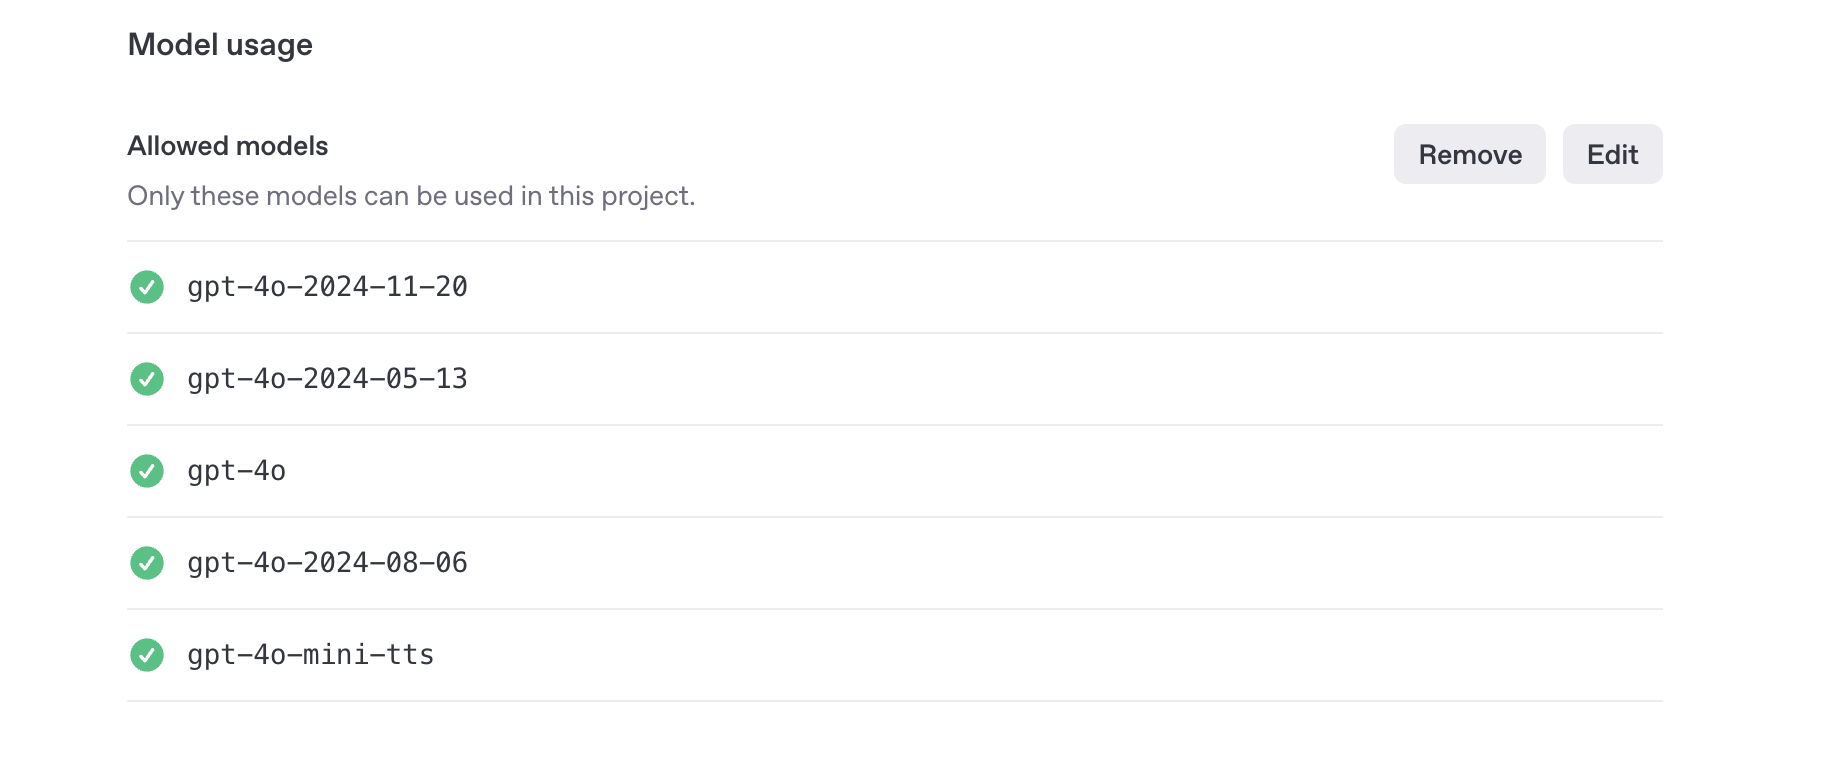 Model usage
Allowed models
Remove
Edit
Only these models can be used in this project.
gpt-4o-2024-11-20
gpt-4o-2024-05-13
gpt-4o
gpt-4o-2024-08-06
gpt-4o-mini-tts